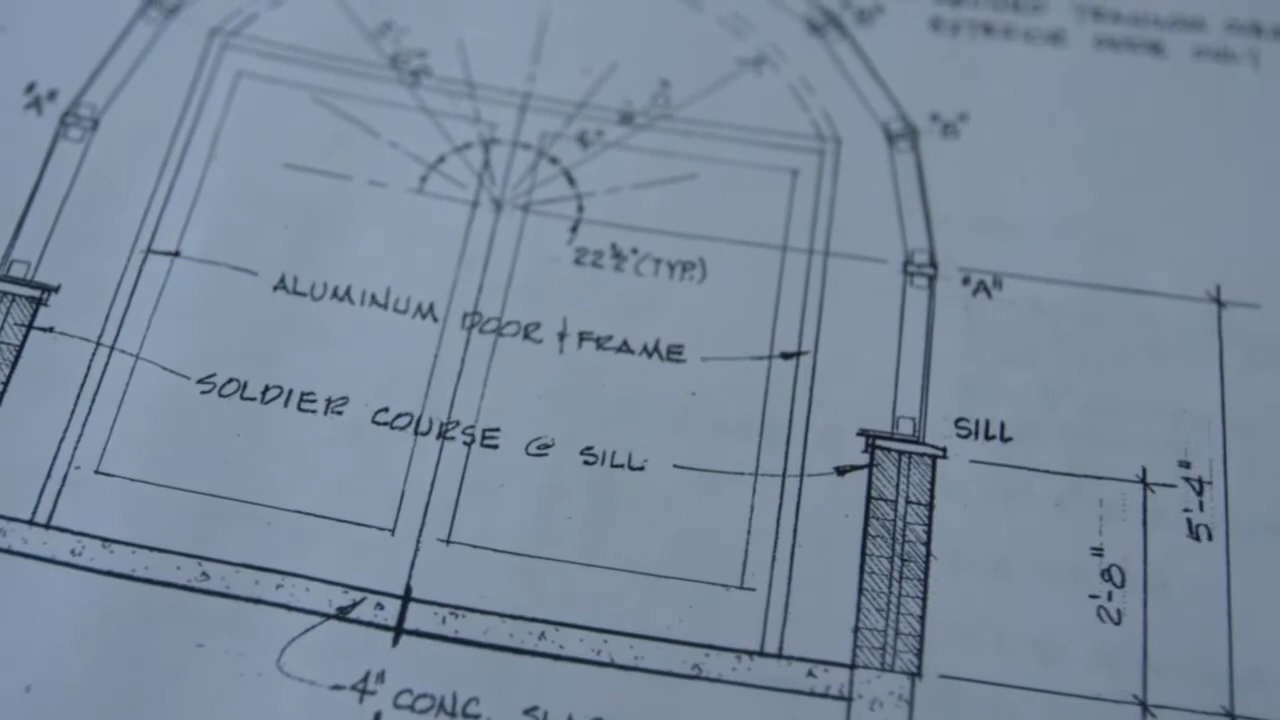 "A"
"B"
22½°(TYP.)
"A"
ALUMINUM DOOR & FRAME
SOLDIER COURSE @ SILL
SILL
5'-4"
2'-8"
4" CONC.